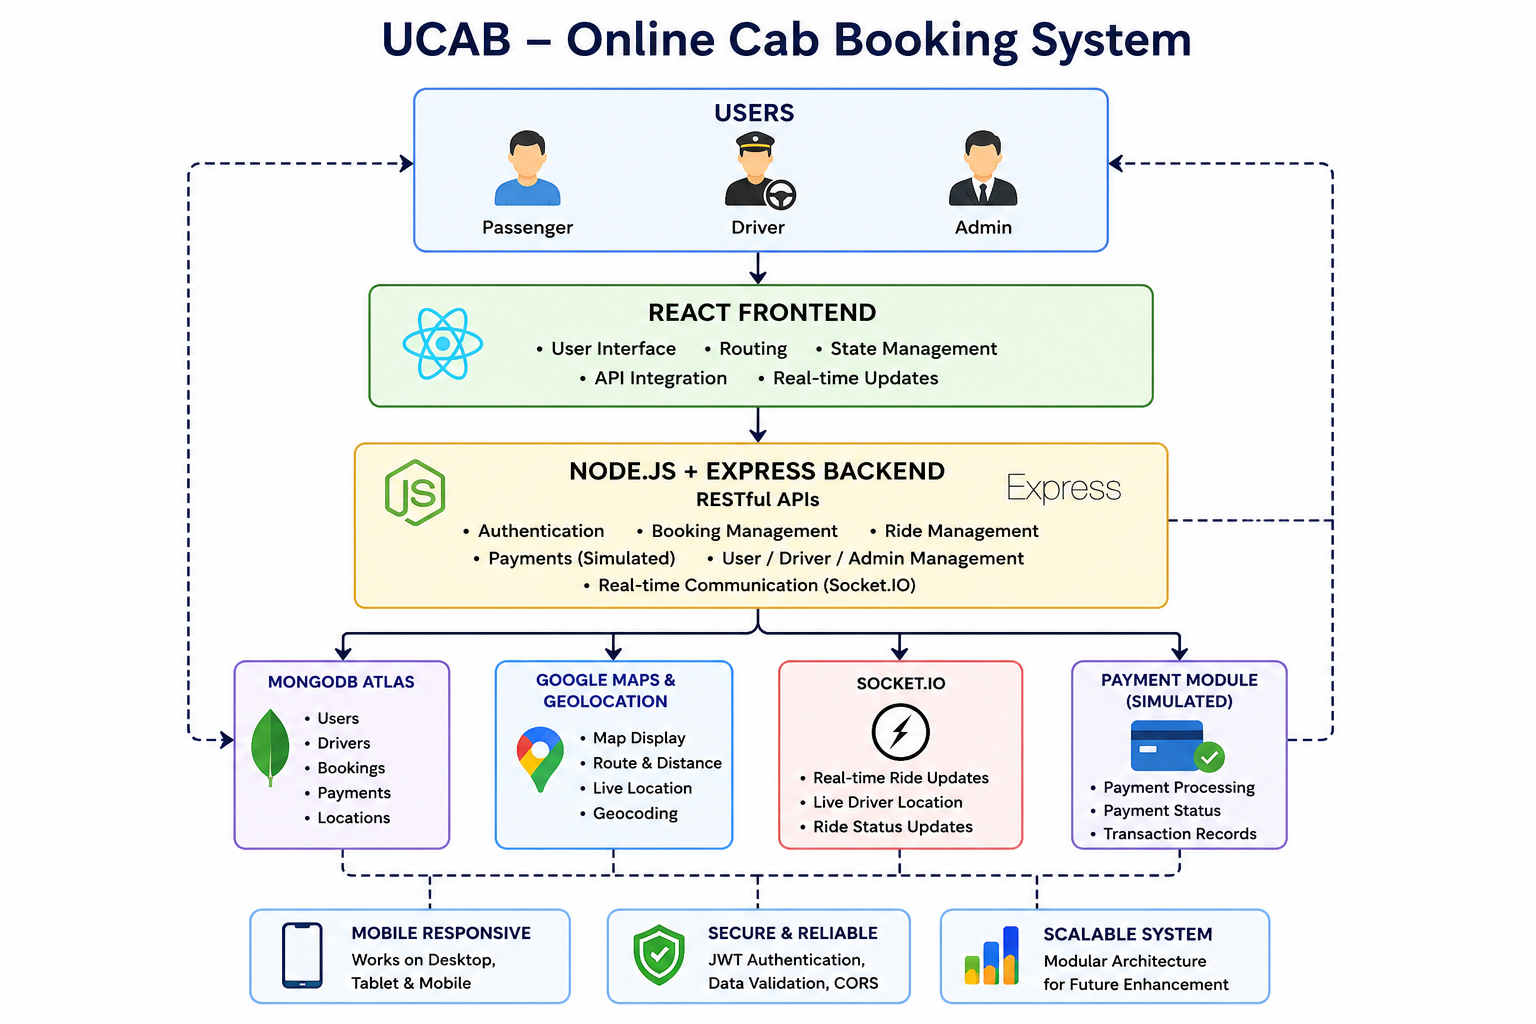 UCAB – Online Cab Booking System
USERS
Passenger
Driver
Admin
REACT FRONTEND
• User Interface • Routing • State Management
• API Integration • Real-time Updates
NODE.JS + EXPRESS BACKEND
JS
Express
RESTful APIs
• Authentication • Booking Management • Ride Management
• Payments (Simulated) • User / Driver / Admin Management
• Real-time Communication (Socket.IO)
MONGODB ATLAS
• Users
• Drivers
• Bookings
• Payments
• Locations
GOOGLE MAPS &
GEOLOCATION
• Map Display
• Route & Distance
• Live Location
• Geocoding
SOCKET.IO
• Real-time Ride Updates
• Live Driver Location
• Ride Status Updates
PAYMENT MODULE
(SIMULATED)
• Payment Processing
• Payment Status
• Transaction Records
MOBILE RESPONSIVE
Works on Desktop,
Tablet & Mobile
SECURE & RELIABLE
JWT Authentication,
Data Validation, CORS
SCALABLE SYSTEM
Modular Architecture
for Future Enhancement